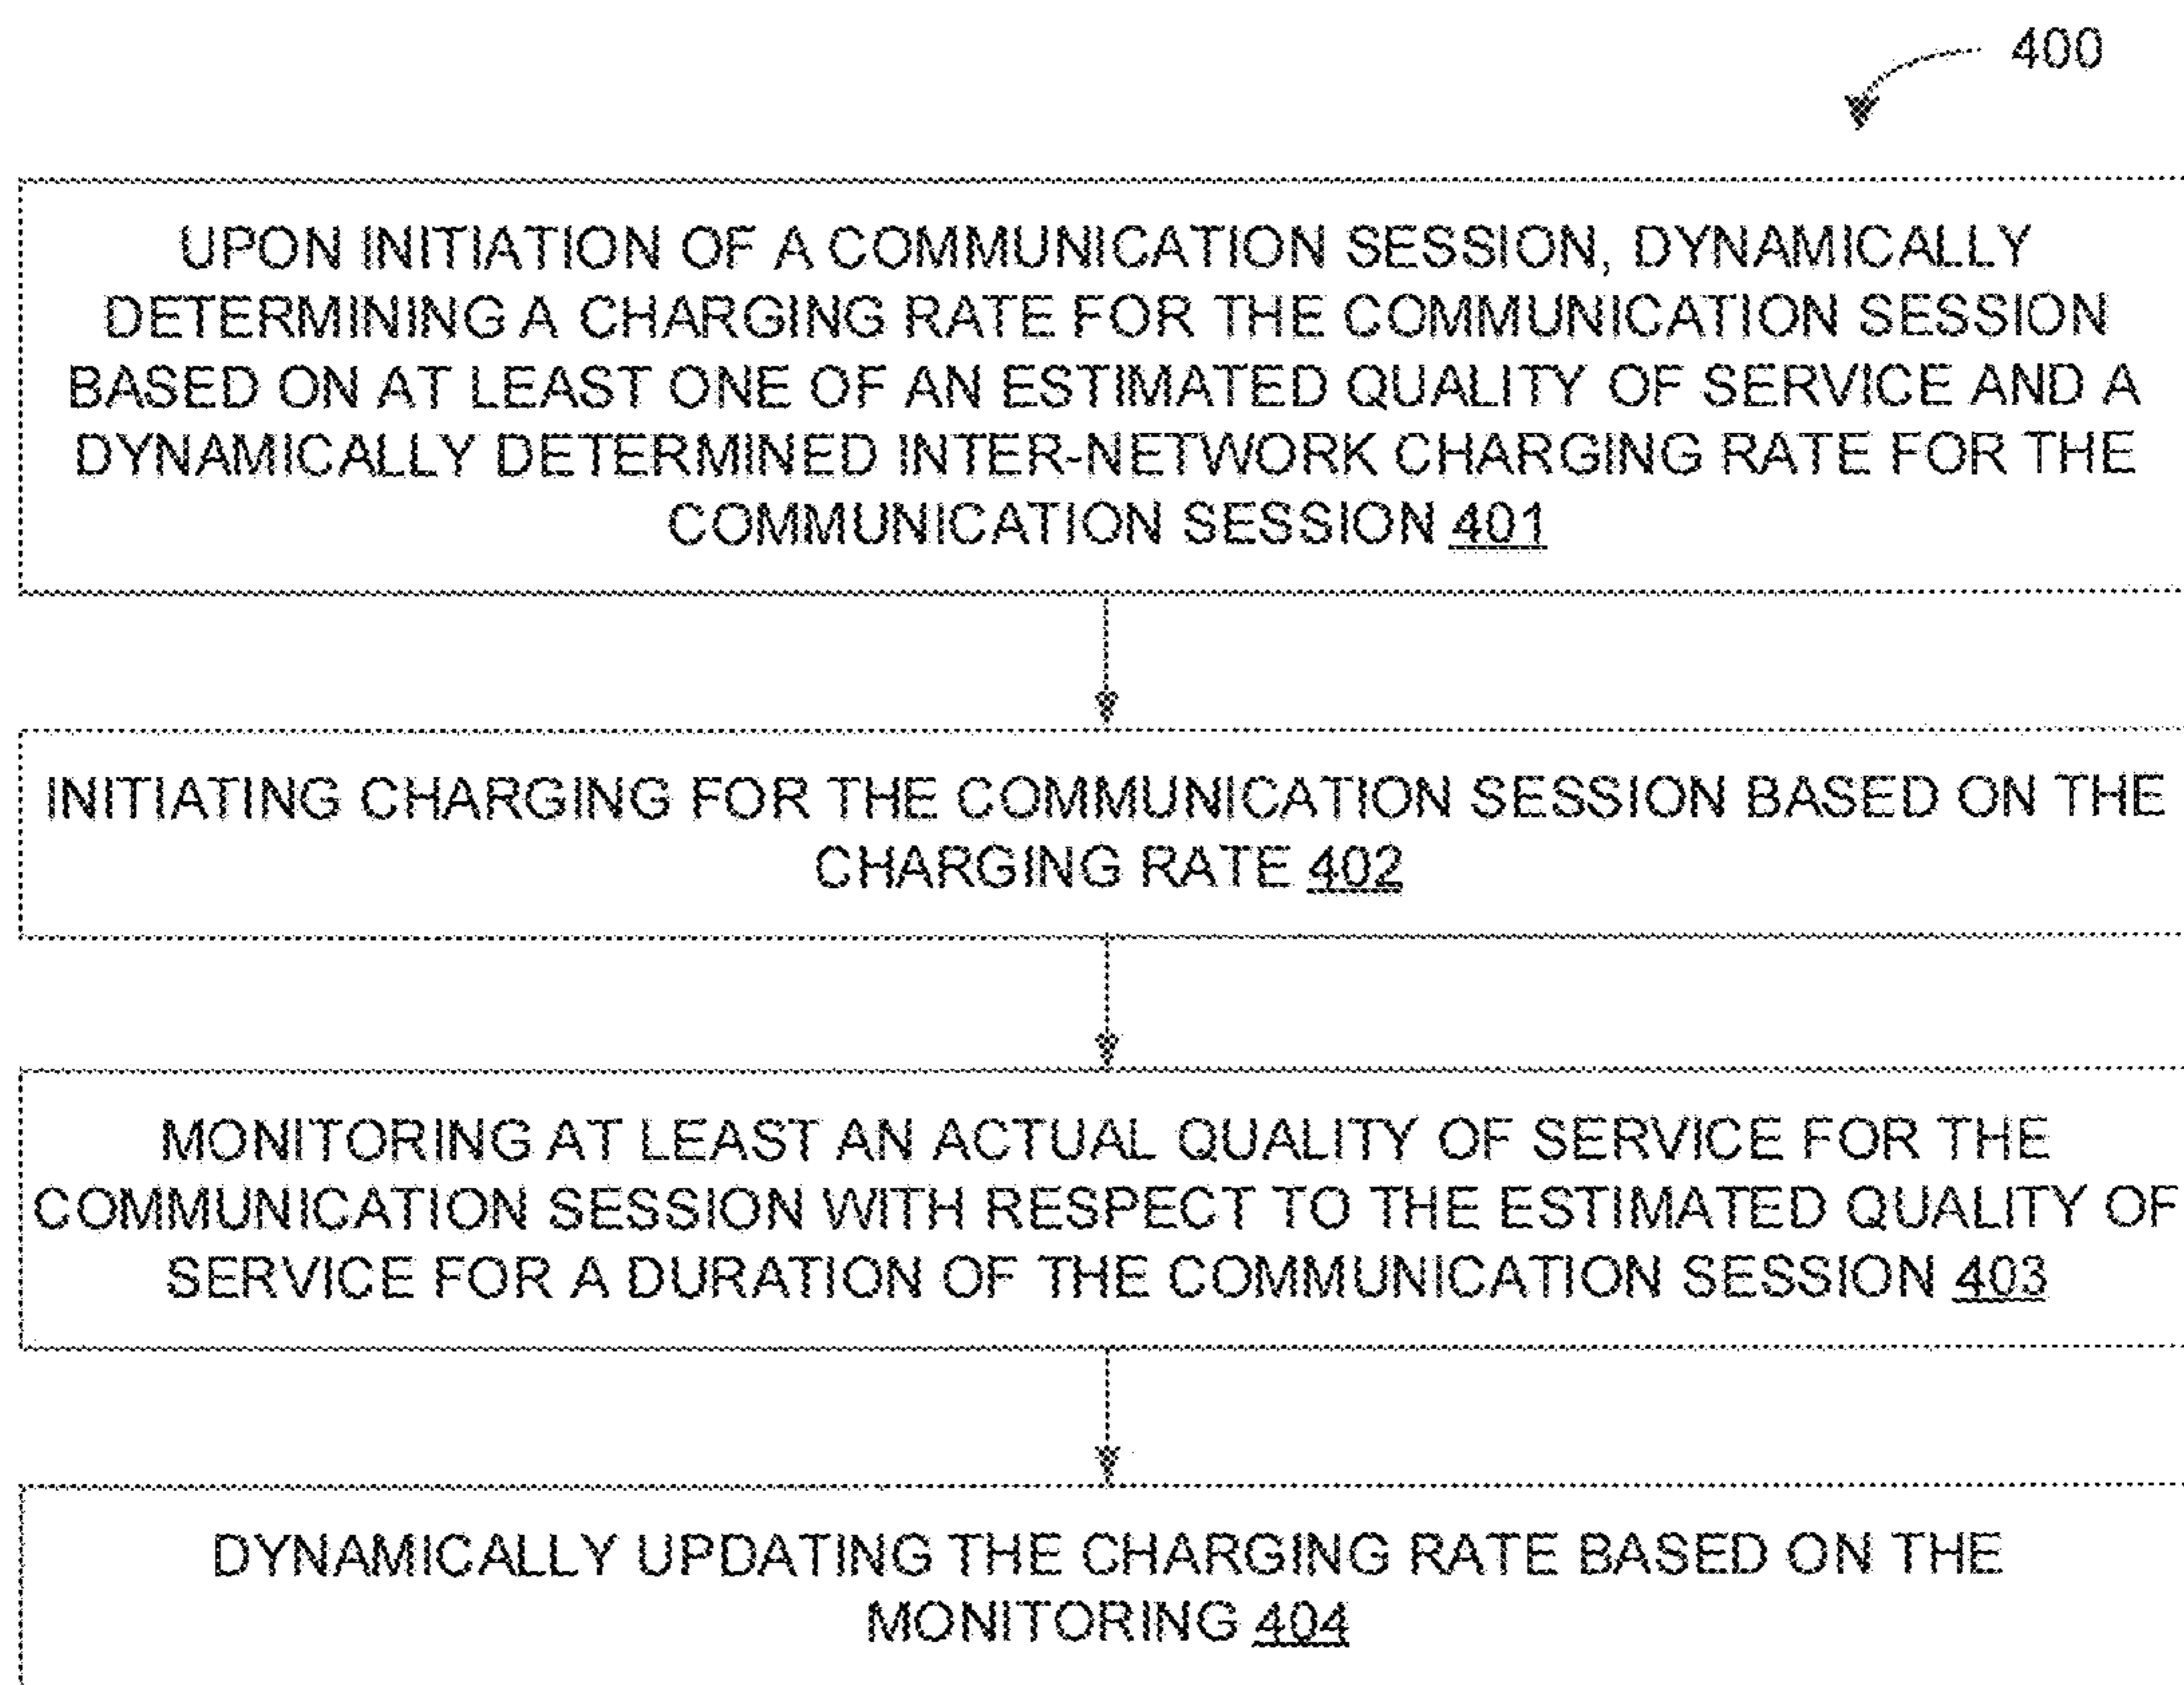 400
UPON INITIATION OF A COMMUNICATION SESSION, DYNAMICALLY
DETERMINING A CHARGING RATE FOR THE COMMUNICATION SESSION
BASED ON AT LEAST ONE OF AN ESTIMATED QUALITY OF SERVICE AND A
DYNAMICALLY DETERMINED INTER-NETWORK CHARGING RATE FOR THE
COMMUNICATION SESSION 401
INITIATING CHARGING FOR THE COMMUNICATION SESSION BASED ON THE
CHARGING RATE 402
MONITORING AT LEAST AN ACTUAL QUALITY OF SERVICE FOR THE
COMMUNICATION SESSION WITH RESPECT TO THE ESTIMATED QUALITY OF
SERVICE FOR A DURATION OF THE COMMUNICATION SESSION 403
DYNAMICALLY UPDATING THE CHARGING RATE BASED ON THE
MONITORING 404